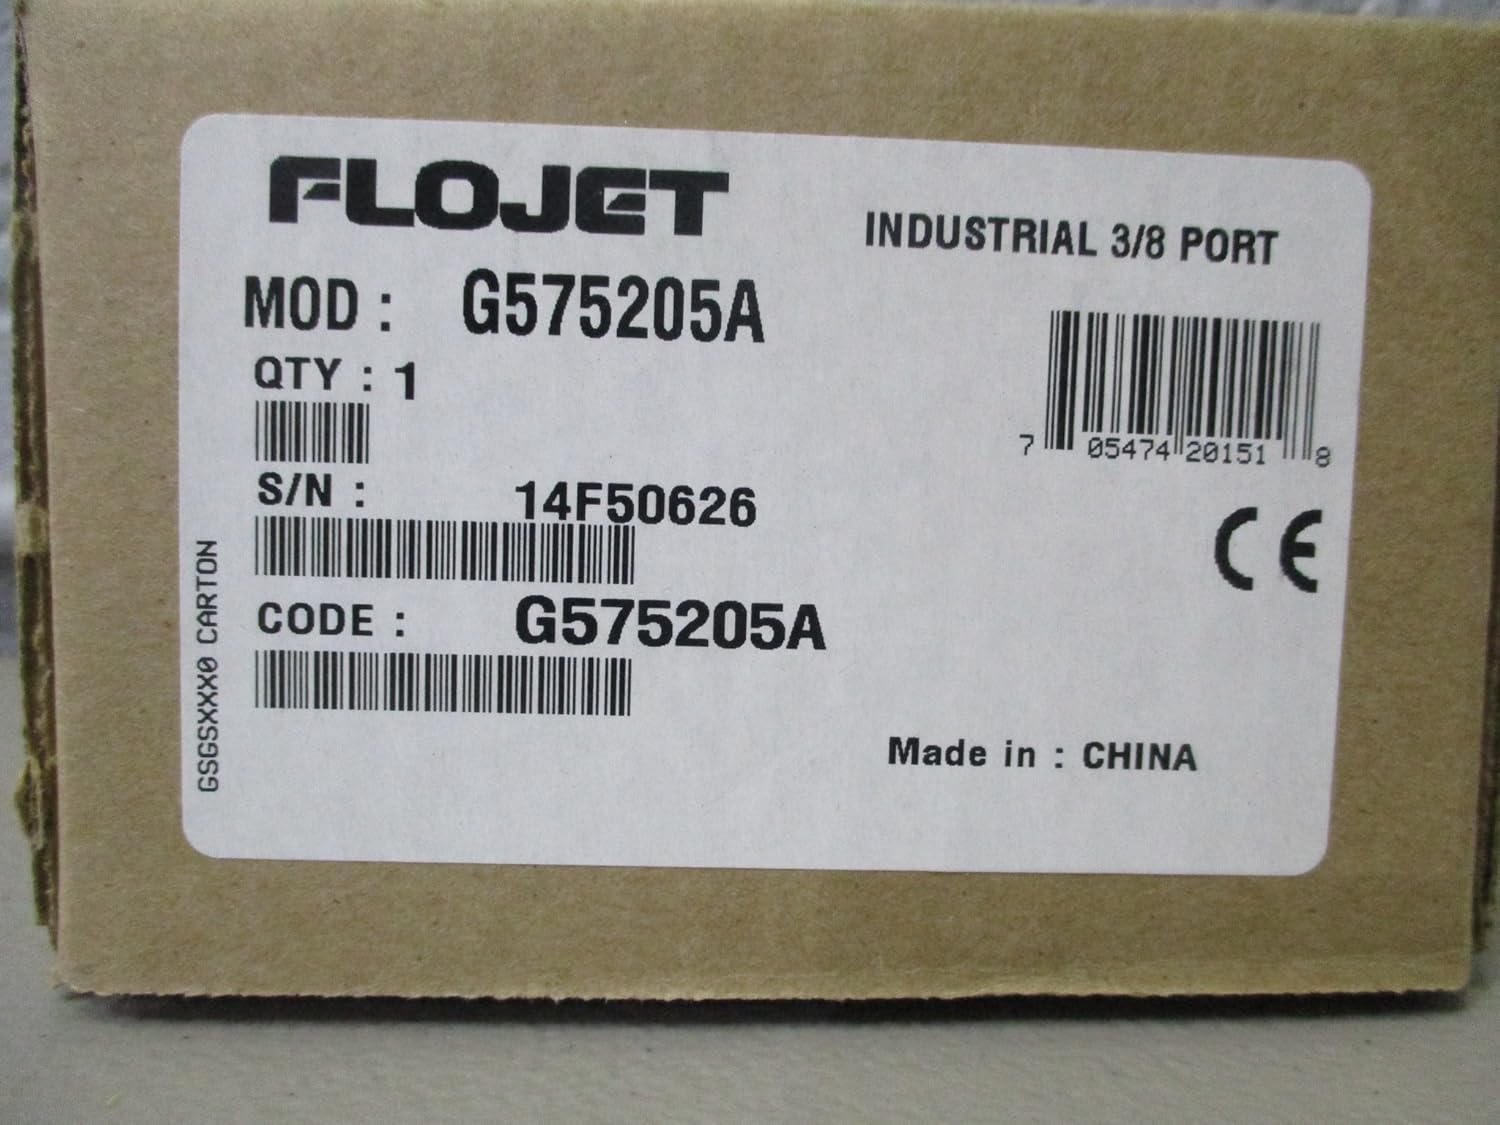 FLOJET
INDUSTRIAL 3/8 PORT
MOD : G575205A
QTY : 1
7 05474 20151 8
S/N : 14F50626
CE
CODE : G575205A
Made in : CHINA
GSGSXXX0 CARTON